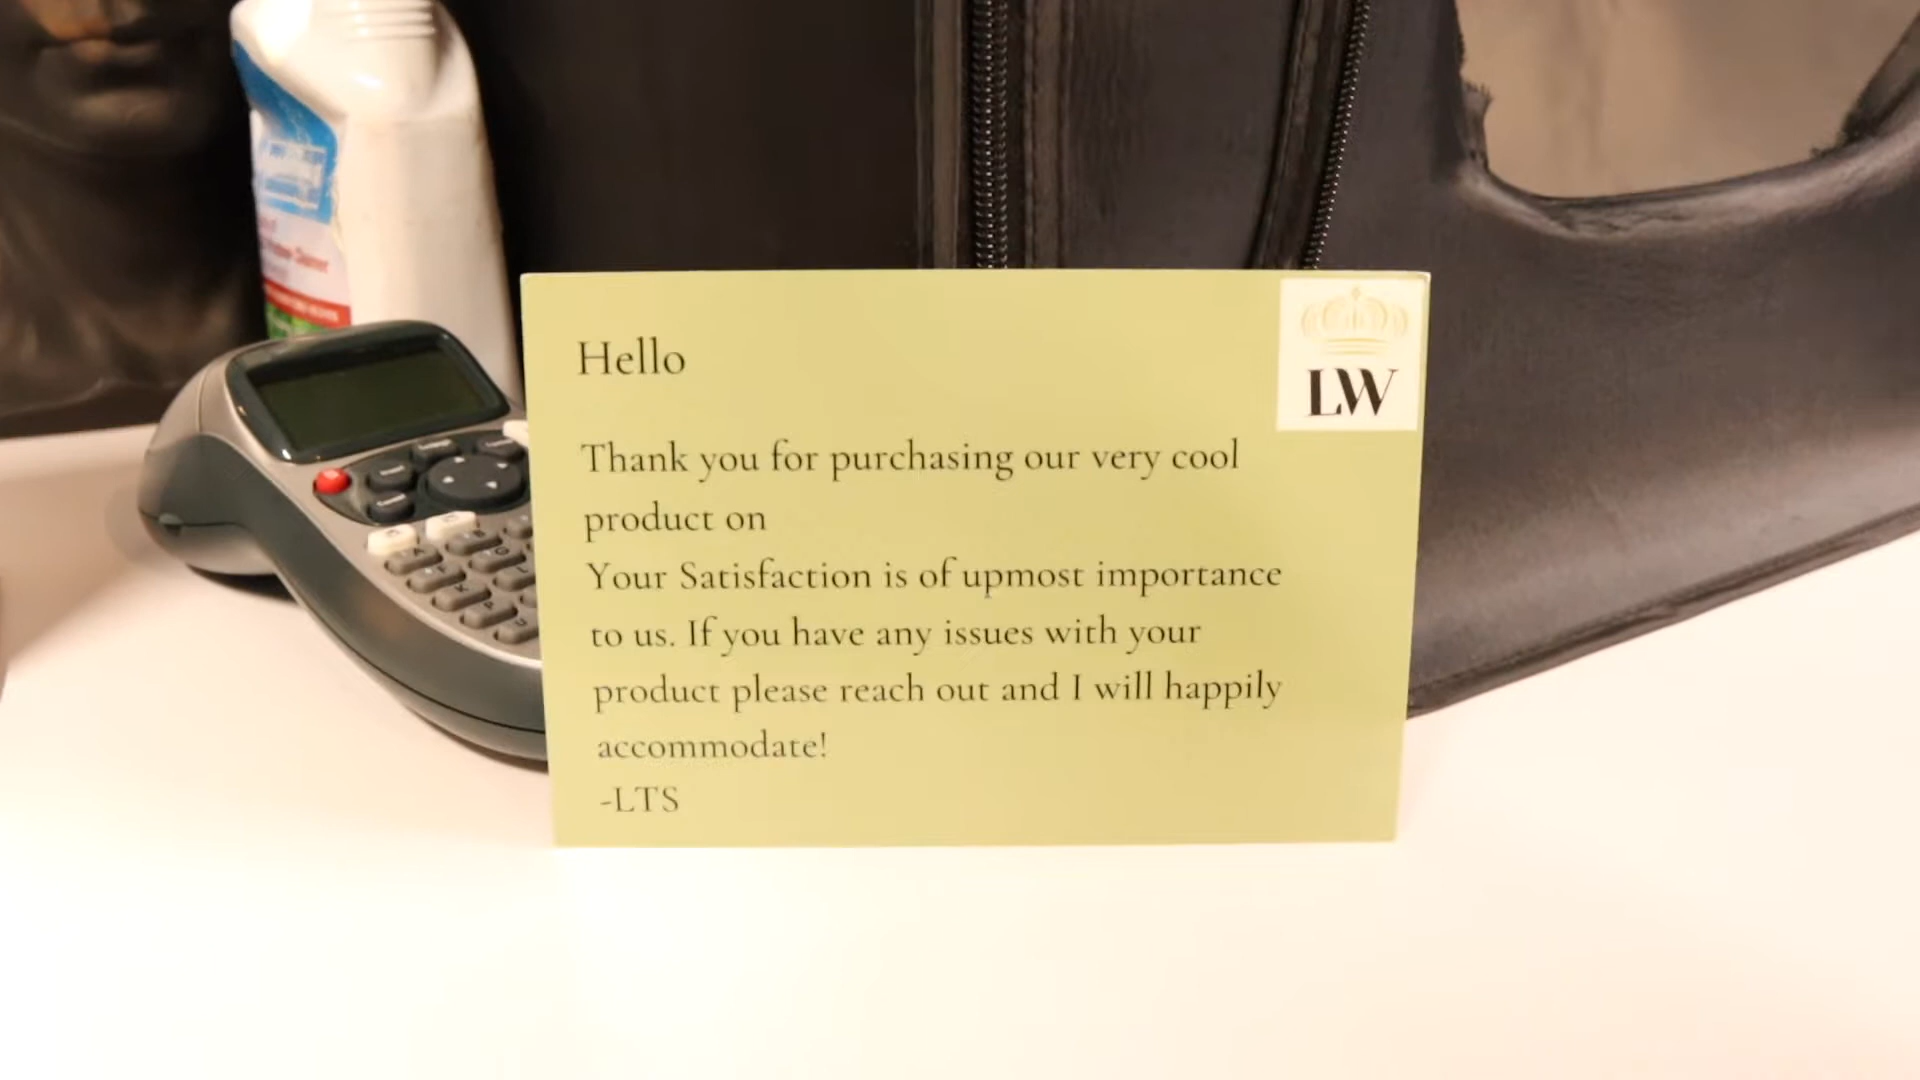 Hello
LW
Thank you for purchasing our very cool
product on
Your Satisfaction is of upmost importance
to us. If you have any issues with your
product please reach out and I will happily
accommodate!
-LTS